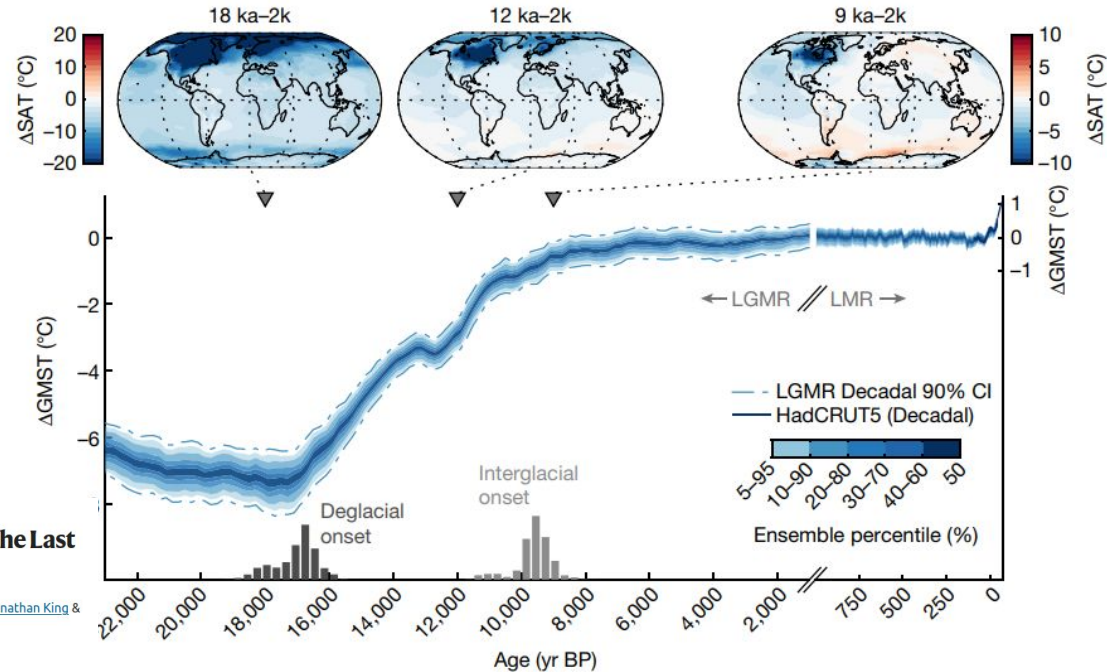 18 ka–2k
12 ka–2k
9 ka–2k
20
10
0
−10
−20
ΔSAT (°C)
10
5
0
−5
−10
ΔSAT (°C)
0
−2
−4
−6
ΔGMST (°C)
1
0
−1
ΔGMST (°C)
LGMR
LMR
LGMR Decadal 90% CI
HadCRUT5 (Decadal)
5–95
10–90
20–80
30–70
40–60
50
Ensemble percentile (%)
Interglacial
onset
Deglacial
onset
he Last
nathan King &
22,000
20,000
18,000
16,000
14,000
12,000
10,000
8,000
6,000
4,000
2,000
750
500
250
0
Age (yr BP)